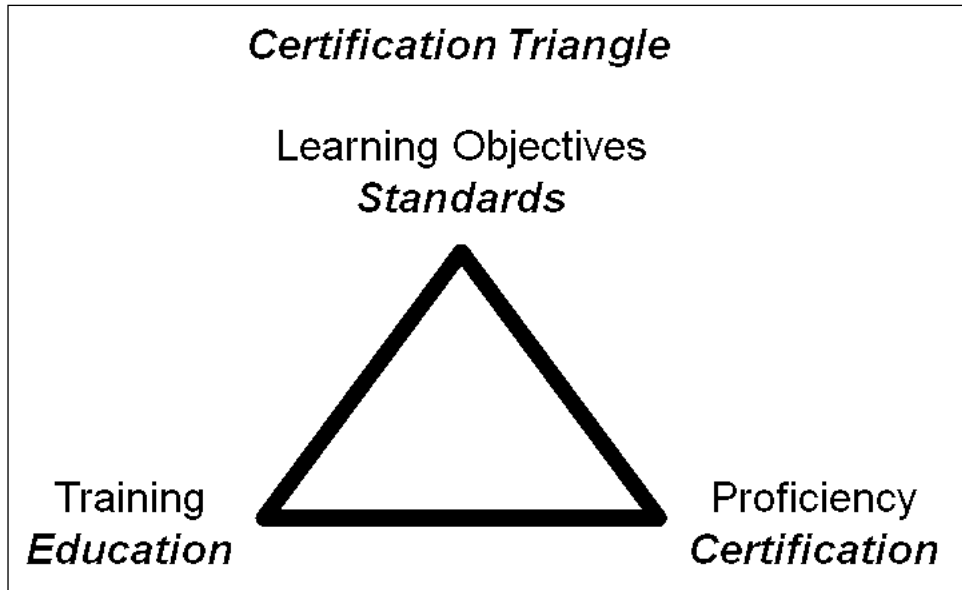 Certification Triangle
Learning Objectives
Standards
Training
Education
Proficiency
Certification